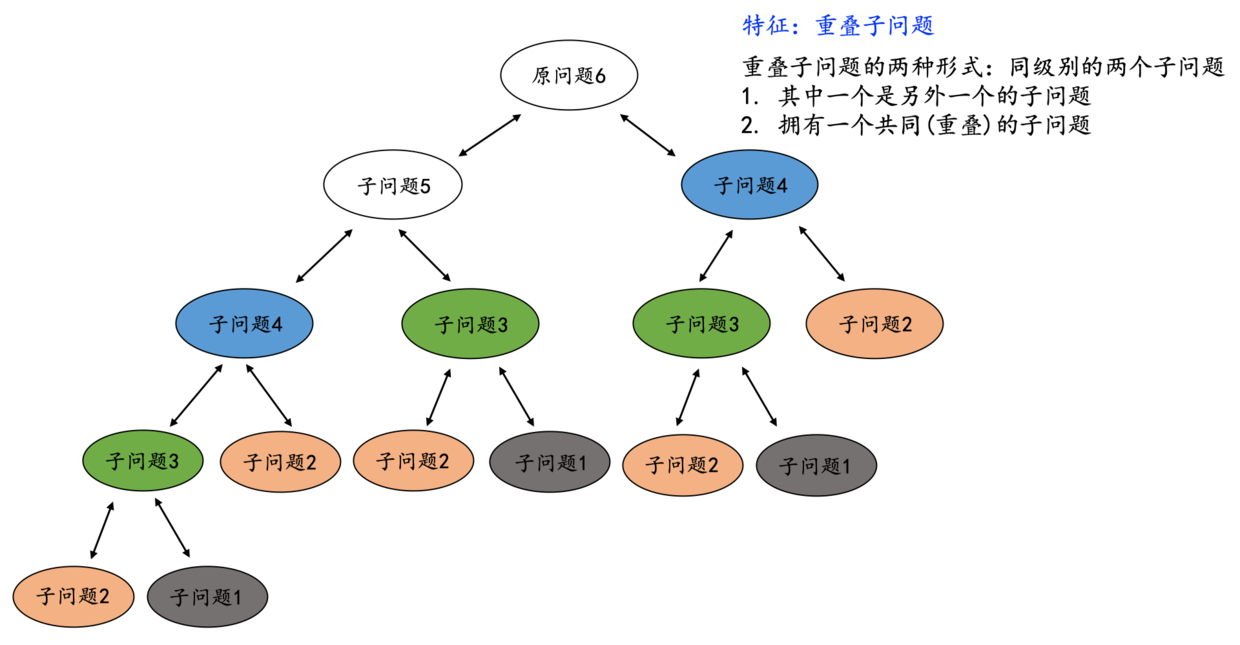 特征：重叠子问题
重叠子问题的两种形式：同级别的两个子问题
1. 其中一个是另外一个的子问题
2. 拥有一个共同(重叠)的子问题
原问题6
子问题5
子问题4
子问题4
子问题3
子问题3
子问题2
子问题3
子问题2
子问题2
子问题1
子问题2
子问题1
子问题2
子问题1